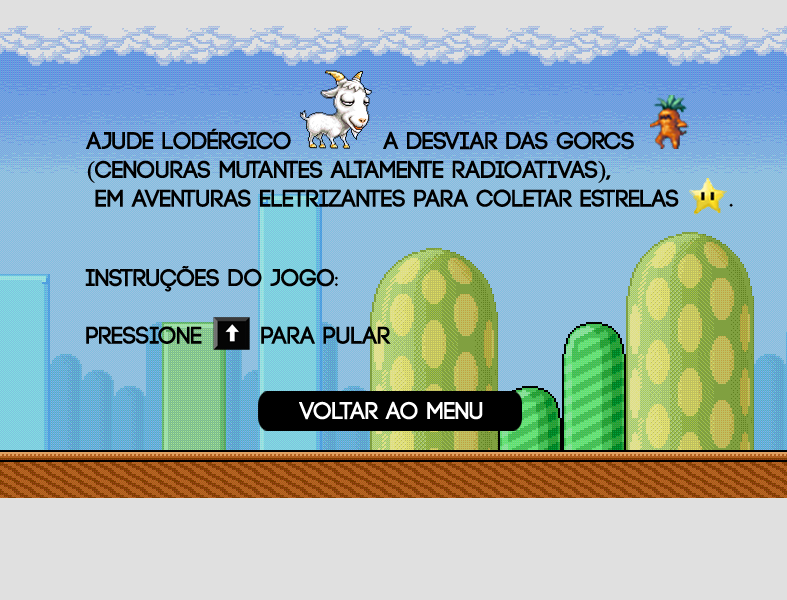 AJUDE LODÉRGICO A DESVIAR DAS GORCS
(CENOURAS MUTANTES ALTAMENTE RADIOATIVAS),
EM AVENTURAS ELETRIZANTES PARA COLETAR ESTRELAS .
INSTRUÇÕES DO JOGO:
PRESSIONE ⬆ PARA PULAR
VOLTAR AO MENU